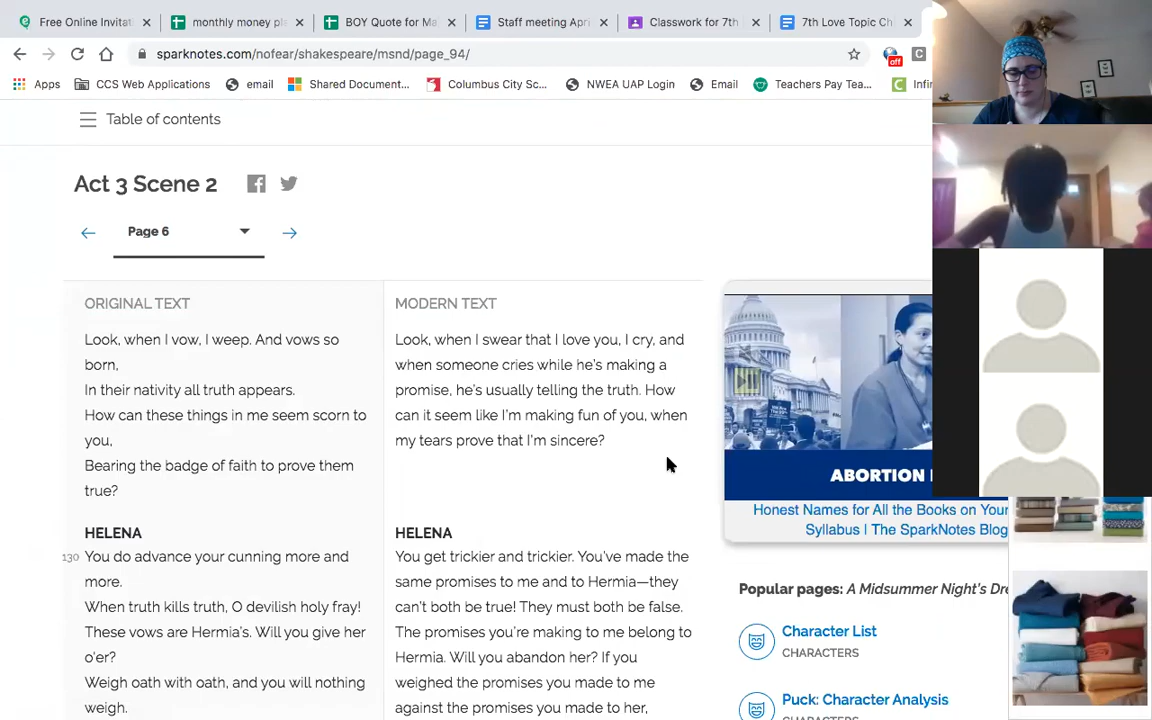 Free Online Invitati
monthly money pl
BOY Quote for Ma
Staff meeting Apri
Classwork for 7th
7th Love Topic Ch
sparknotes.com/nofear/shakespeare/msnd/page_94/
off
Apps
CCS Web Applications
email
Shared Document...
Columbus City Sc...
NWEA UAP Login
Email
Teachers Pay Tea...
Infin
Table of contents
Act 3 Scene 2
Page 6
ORIGINAL TEXT
Look, when I vow, I weep. And vows so
born,
In their nativity all truth appears.
How can these things in me seem scorn to
you,
Bearing the badge of faith to prove them
true?
HELENA
130
You do advance your cunning more and
more.
When truth kills truth, O devilish holy fray!
These vows are Hermia's. Will you give her
o'er?
Weigh oath with oath, and you will nothing
weigh.
MODERN TEXT
Look, when I swear that I love you, I cry, and
when someone cries while he's making a
promise, he's usually telling the truth. How
can it seem like I'm making fun of you, when
my tears prove that I'm sincere?
HELENA
You get trickier and trickier. You've made the
same promises to me and to Hermia—they
can't both be true! They must both be false.
The promises you're making to me belong to
Hermia. Will you abandon her? If you
weighed the promises you made to me
against the promises you made to her,
ABORTION
Honest Names for All the Books on Your
Syllabus | The SparkNotes Blog
Popular pages: A Midsummer Night's Dre
Character List
CHARACTERS
Puck: Character Analysis
CHARACTERS